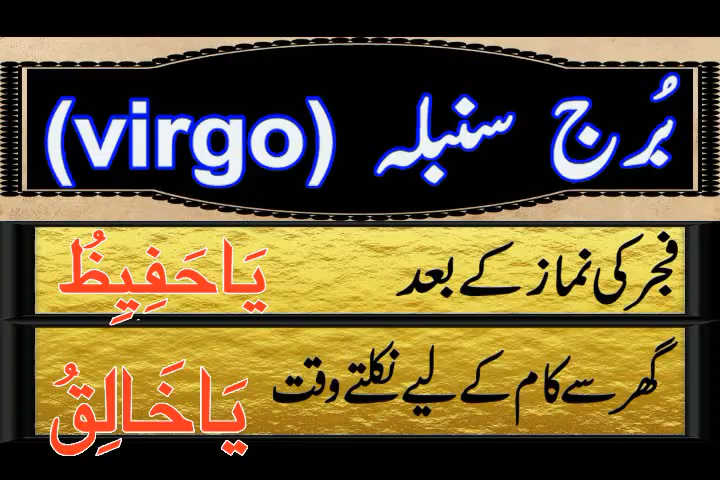 بُرج سنبلہ (virgo)
فجر کی نماز کے بعد یَاحَفِیظُ
گھر سے کام کے لیے نکلتے وقت یَاخَالِقُ